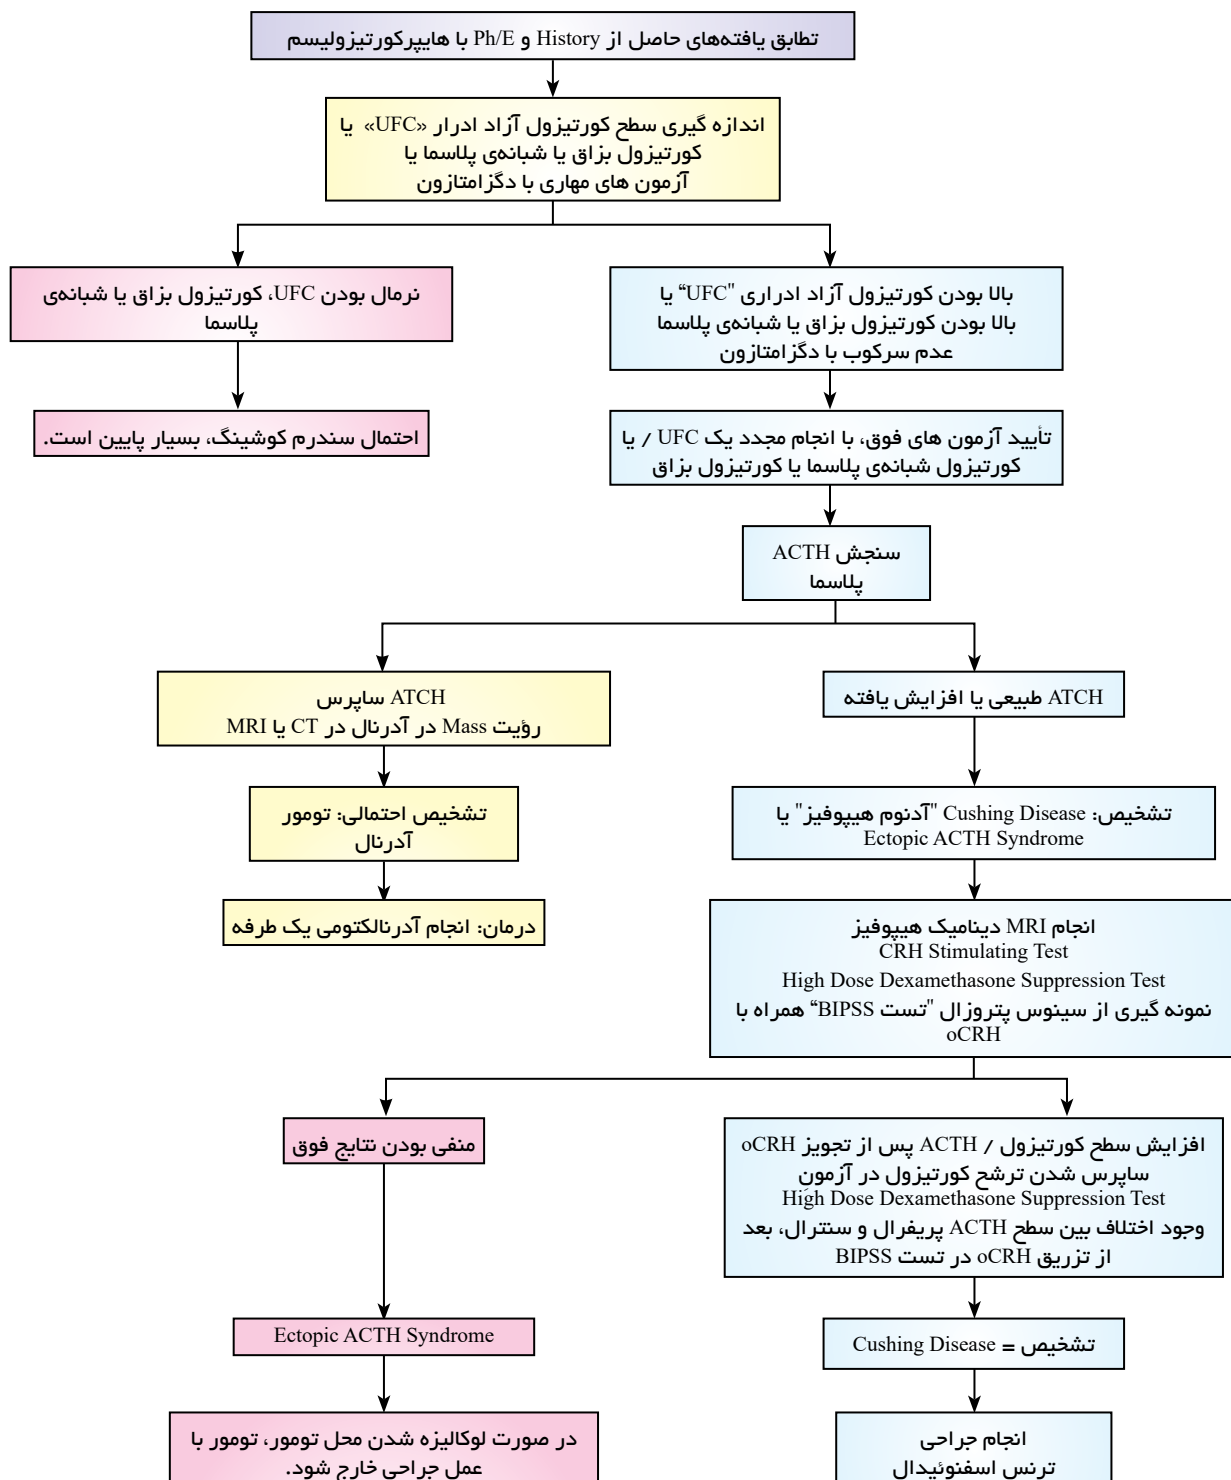 تطابق یافته‌های حاصل از History و Ph/E با هایپرکورتیزولیسم
اندازه گیری سطح کورتیزول آزاد ادرار «UFC» یا
کورتیزول بزاق یا شبانه‌ی پلاسما یا
آزمون های مهاری با دگزامتازون
نرمال بودن UFC، کورتیزول بزاق یا شبانه‌ی
پلاسما
احتمال سندرم کوشینگ، بسیار پایین است.
بالا بودن کورتیزول آزاد ادراری "UFC“ یا
بالا بودن کورتیزول بزاق یا شبانه‌ی پلاسما
عدم سرکوب با دگزامتازون
تأیید آزمون های فوق، با انجام مجدد یک UFC / یا
کورتیزول شبانه‌ی پلاسما یا کورتیزول بزاق
سنجش ACTH
پلاسما
ATCH ساپرس
رؤیت Mass در آدرنال در CT یا MRI
تشخیص احتمالی: تومور
آدرنال
درمان: انجام آدرنالکتومی یک طرفه
ATCH طبیعی یا افزایش یافته
تشخیص: Cushing Disease "آدنوم هیپوفیز" یا
Ectopic ACTH Syndrome
انجام MRI دینامیک هیپوفیز
CRH Stimulating Test
High Dose Dexamethasone Suppression Test
نمونه گیری از سینوس پتروزال "تست BIPSS“ همراه با
oCRH
منفی بودن نتایج فوق
Ectopic ACTH Syndrome
در صورت لوکالیزه شدن محل تومور، تومور با
عمل جراحی خارج شود.
افزایش سطح کورتیزول / ACTH پس از تجویز oCRH
ساپرس شدن ترشح کورتیزول در آزمونِ
High Dose Dexamethasone Suppression Test
وجود اختلاف بین سطح ACTH پریفرال و سنترال، بعد
از تزریق oCRH در تست BIPSS
تشخیص = Cushing Disease
انجام جراحی
ترنس اسفنوئیدال